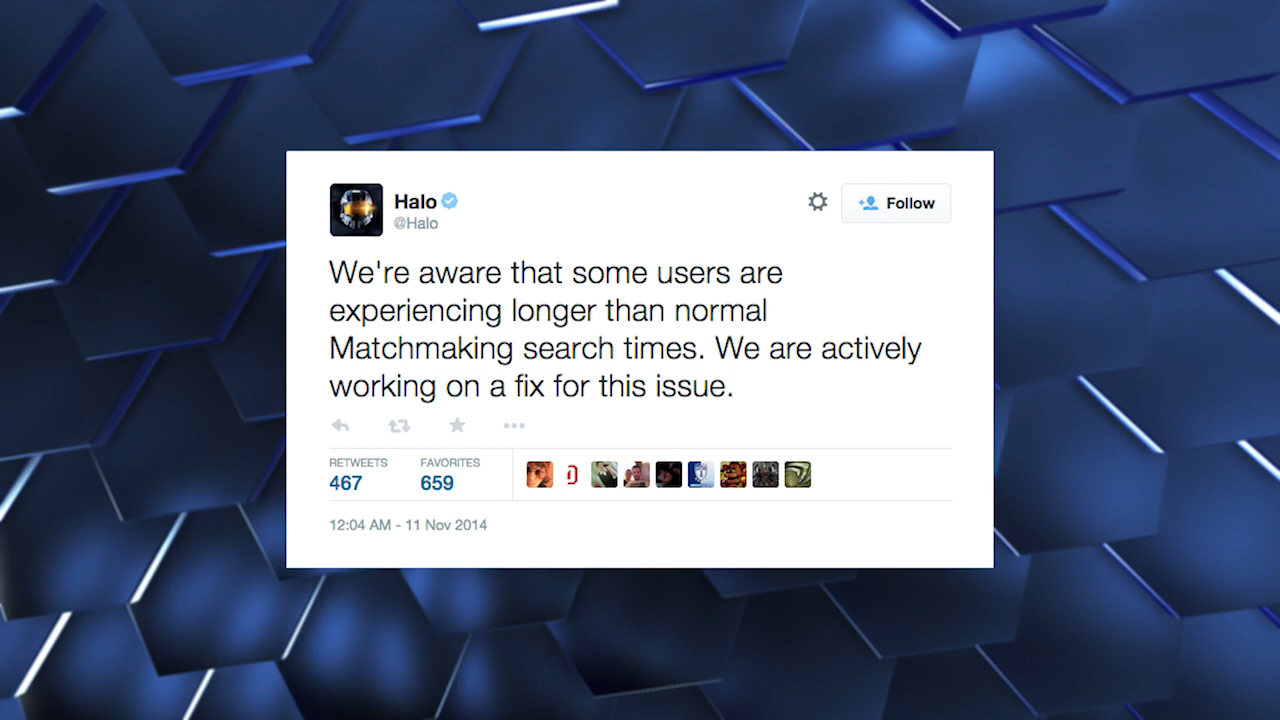 Halo
@Halo
Follow
We're aware that some users are
experiencing longer than normal
Matchmaking search times. We are actively
working on a fix for this issue.
RETWEETS FAVORITES
467 659
12:04 AM - 11 Nov 2014